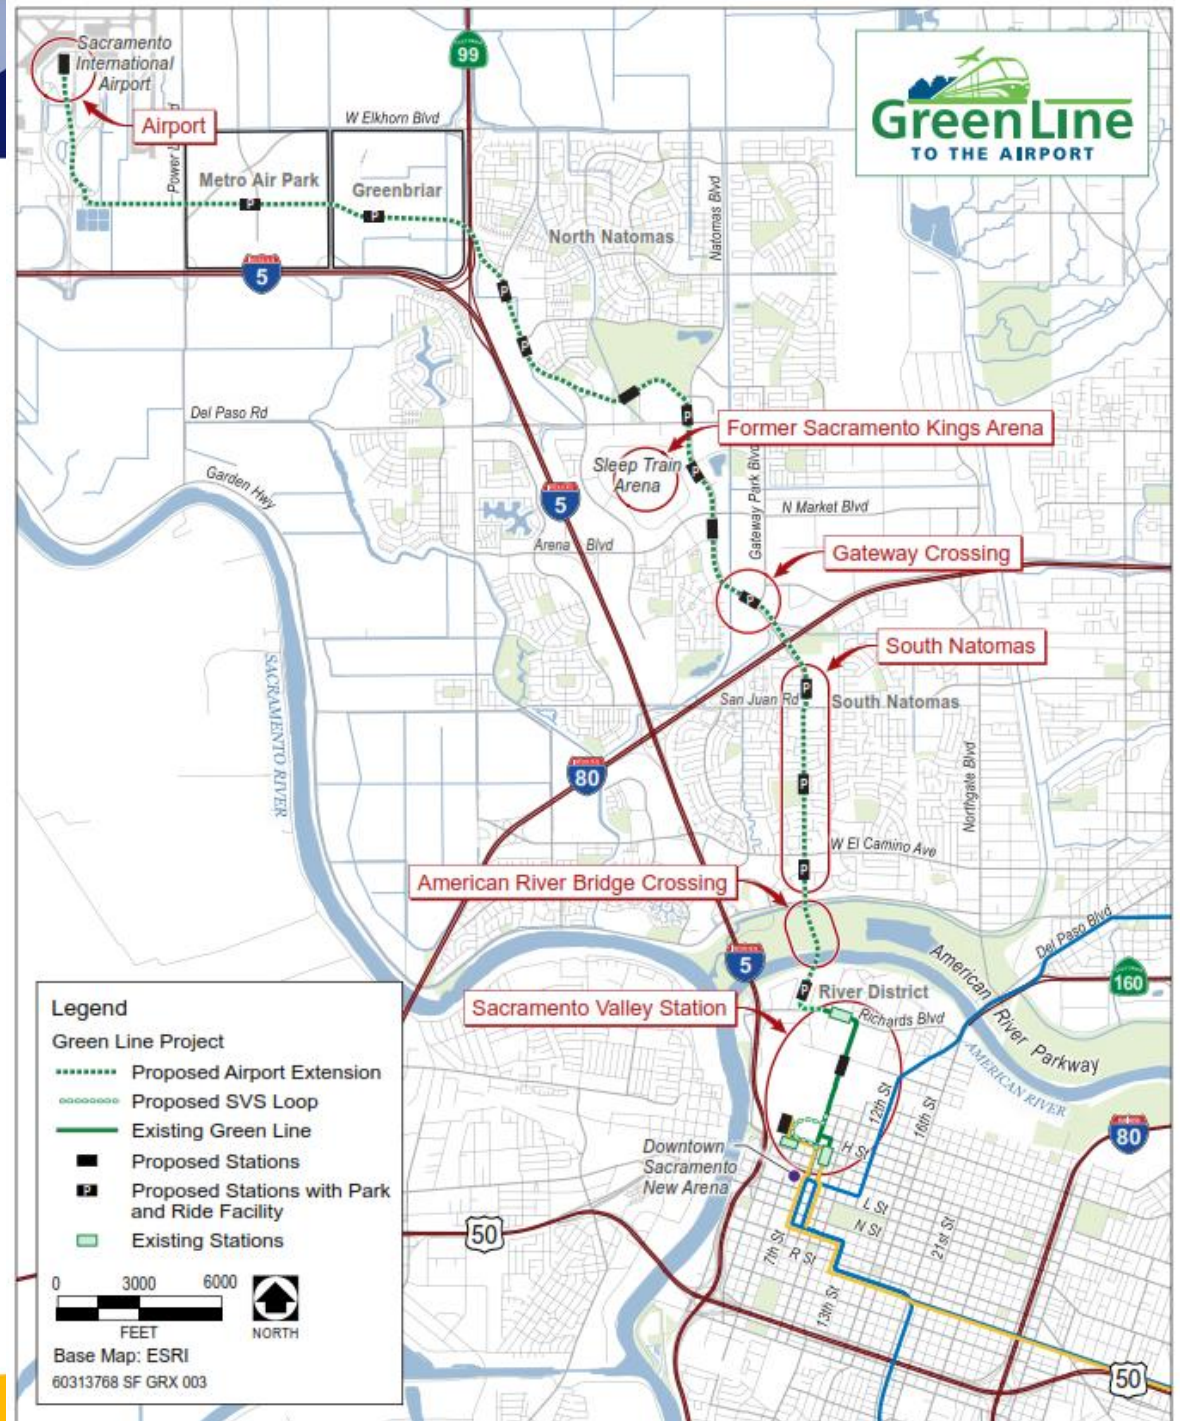 Sacramento
International
Airport
Airport
99
W Elkhorn Blvd
GreenLine
TO THE AIRPORT
Metro Air Park
Greenbriar
P
P
5
North Natomas
Natomas Blvd
P
P
Del Paso Rd
P
Former Sacramento Kings Arena
Sleep Train
Arena
P
Gateway Park Blvd
N Market Blvd
Garden Hwy
5
Arena Blvd
Gateway Crossing
P
South Natomas
SACRAMENTO RIVER
San Juan Rd
P
South Natomas
80
P
Northgate Blvd
W El Camino Ave
P
American River Bridge Crossing
5
Del Paso Blvd
American River Parkway
160
P
River District
Sacramento Valley Station
Richards Blvd
AMERICAN RIVER
12th St
16th St
80
H St
Downtown
Sacramento
New Arena
L St
N St
21st St
7th St
R St
13th St
50
50
Legend
Green Line Project
Proposed Airport Extension
Proposed SVS Loop
Existing Green Line
Proposed Stations
P
Proposed Stations with Park
and Ride Facility
Existing Stations
0 3000 6000
FEET
NORTH
Base Map: ESRI
60313768 SF GRX 003